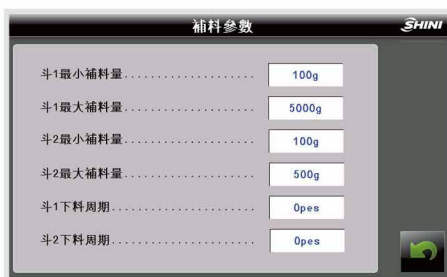 補料參數
SHINI
斗1最小補料量..................... 100g
斗1最大補料量..................... 5000g
斗2最小補料量..................... 100g
斗2最大補料量..................... 500g
斗1下料周期....................... 0pes
斗2下料周期....................... 0pes